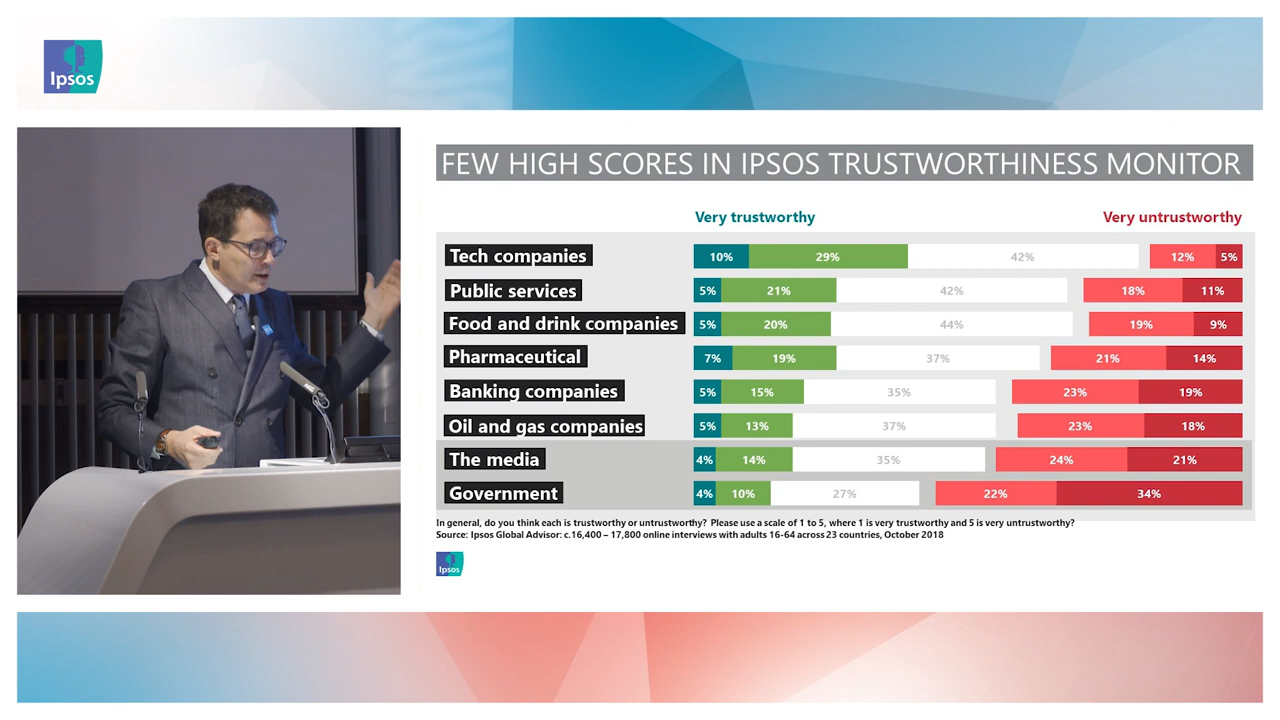 Ipsos
FEW HIGH SCORES IN IPSOS TRUSTWORTHINESS MONITOR
Very trustworthy Very untrustworthy
Tech companies 10% 29% 42% 12% 5%
Public services 5% 21% 42% 18% 11%
Food and drink companies 5% 20% 44% 19% 9%
Pharmaceutical 7% 19% 37% 21% 14%
Banking companies 5% 15% 35% 23% 19%
Oil and gas companies 5% 13% 37% 23% 18%
The media 4% 14% 35% 24% 21%
Government 4% 10% 27% 22% 34%
In general, do you think each is trustworthy or untrustworthy? Please use a scale of 1 to 5, where 1 is very trustworthy and 5 is very untrustworthy?
Source: Ipsos Global Advisor: c.16,400 – 17,800 online interviews with adults 16-64 across 23 countries, October 2018
Ipsos